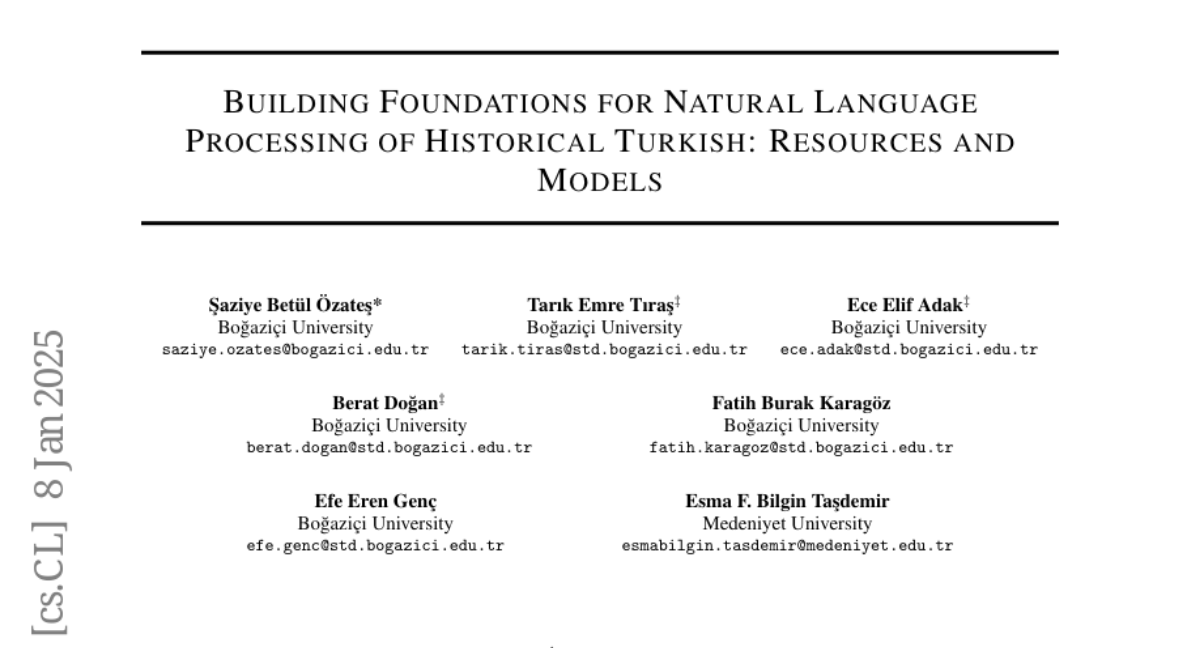 BUILDING FOUNDATIONS FOR NATURAL LANGUAGE
PROCESSING OF HISTORICAL TURKISH: RESOURCES AND
MODELS
Şaziye Betül Özateş*
Boğaziçi University
saziye.ozates@bogazici.edu.tr
Tarık Emre Tıraş‡
Boğaziçi University
tarik.tiras@std.bogazici.edu.tr
Ece Elif Adak‡
Boğaziçi University
ece.adak@std.bogazici.edu.tr
Berat Doğan‡
Boğaziçi University
berat.dogan@std.bogazici.edu.tr
Fatih Burak Karagöz
Boğaziçi University
fatih.karagoz@std.bogazici.edu.tr
Efe Eren Genç
Boğaziçi University
efe.genc@std.bogazici.edu.tr
Esma F. Bilgin Taşdemir
Medeniyet University
esmabilgin.tasdemir@medeniyet.edu.tr
[cs.CL] 8 Jan 2025